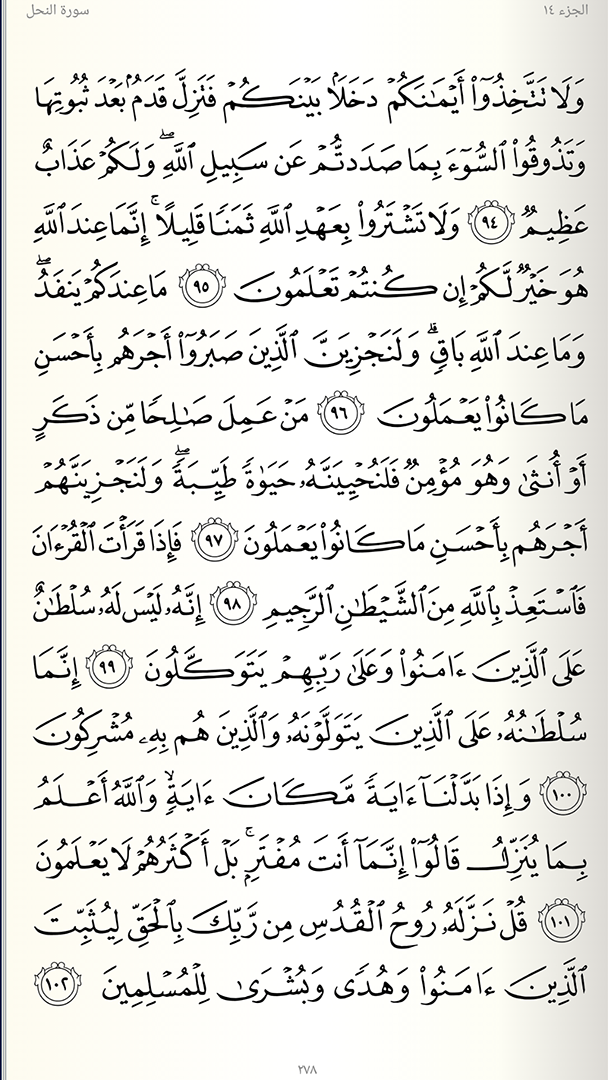 الجزء ١٤ سورة النحل
وَلَا تَتَّخِذُوٓا۟ أَيْمَـٰنَكُمْ دَخَلًۢا بَيْنَكُمْ فَتَزِلَّ قَدَمٌۢ بَعْدَ ثُبُوتِهَا
وَتَذُوقُوا۟ ٱلسُّوٓءَ بِمَا صَدَدتُّمْ عَن سَبِيلِ ٱللَّهِ ۖ وَلَكُمْ عَذَابٌ
عَظِيمٌ ٩٤ وَلَا تَشْتَرُوا۟ بِعَهْدِ ٱللَّهِ ثَمَنًا قَلِيلًا ۚ إِنَّمَا عِندَ ٱللَّهِ
هُوَ خَيْرٌ لَّكُمْ إِن كُنتُمْ تَعْلَمُونَ ٩٥ مَا عِندَكُمْ يَنفَدُ ۖ
وَمَا عِندَ ٱللَّهِ بَاقٍ ۗ وَلَنَجْزِيَنَّ ٱلَّذِينَ صَبَرُوٓا۟ أَجْرَهُم بِأَحْسَنِ
مَا كَانُوا۟ يَعْمَلُونَ ٩٦ مَنْ عَمِلَ صَـٰلِحًا مِّن ذَكَرٍ
أَوْ أُنثَىٰ وَهُوَ مُؤْمِنٌ فَلَنُحْيِيَنَّهُۥ حَيَوٰةً طَيِّبَةً ۖ وَلَنَجْزِيَنَّهُمْ
أَجْرَهُم بِأَحْسَنِ مَا كَانُوا۟ يَعْمَلُونَ ٩٧ فَإِذَا قَرَأْتَ ٱلْقُرْءَانَ
فَٱسْتَعِذْ بِٱللَّهِ مِنَ ٱلشَّيْطَـٰنِ ٱلرَّجِيمِ ٩٨ إِنَّهُۥ لَيْسَ لَهُۥ سُلْطَـٰنٌ
عَلَى ٱلَّذِينَ ءَامَنُوا۟ وَعَلَىٰ رَبِّهِمْ يَتَوَكَّلُونَ ٩٩ إِنَّمَا
سُلْطَـٰنُهُۥ عَلَى ٱلَّذِينَ يَتَوَلَّوْنَهُۥ وَٱلَّذِينَ هُم بِهِۦ مُشْرِكُونَ
١٠٠ وَإِذَا بَدَّلْنَآ ءَايَةً مَّكَانَ ءَايَةٍ ۙ وَٱللَّهُ أَعْلَمُ
بِمَا يُنَزِّلُ قَالُوٓا۟ إِنَّمَآ أَنتَ مُفْتَرٍۭ ۚ بَلْ أَكْثَرُهُمْ لَا يَعْلَمُونَ
١٠١ قُلْ نَزَّلَهُۥ رُوحُ ٱلْقُدُسِ مِن رَّبِّكَ بِٱلْحَقِّ لِيُثَبِّتَ
ٱلَّذِينَ ءَامَنُوا۟ وَهُدًى وَبُشْرَىٰ لِلْمُسْلِمِينَ ١٠٢
٢٧٨